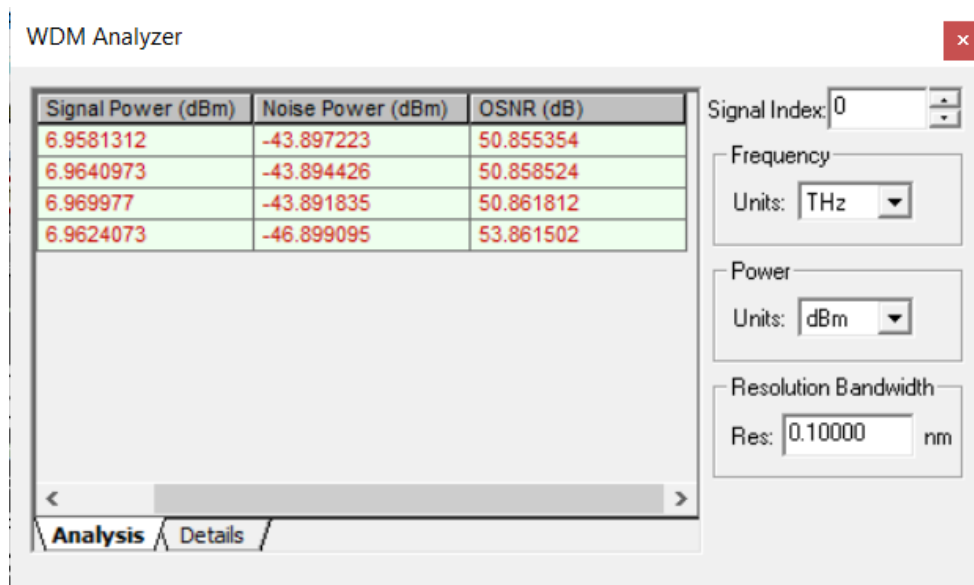 WDM Analyzer
Signal Power (dBm) Noise Power (dBm) OSNR (dB)
6.9581312 -43.897223 50.855354
6.9640973 -43.894426 50.858524
6.969977 -43.891835 50.861812
6.9624073 -46.899095 53.861502
Signal Index: 0
Frequency
Units: THz
Power
Units: dBm
Resolution Bandwidth
Res: 0.10000 nm
Analysis Details